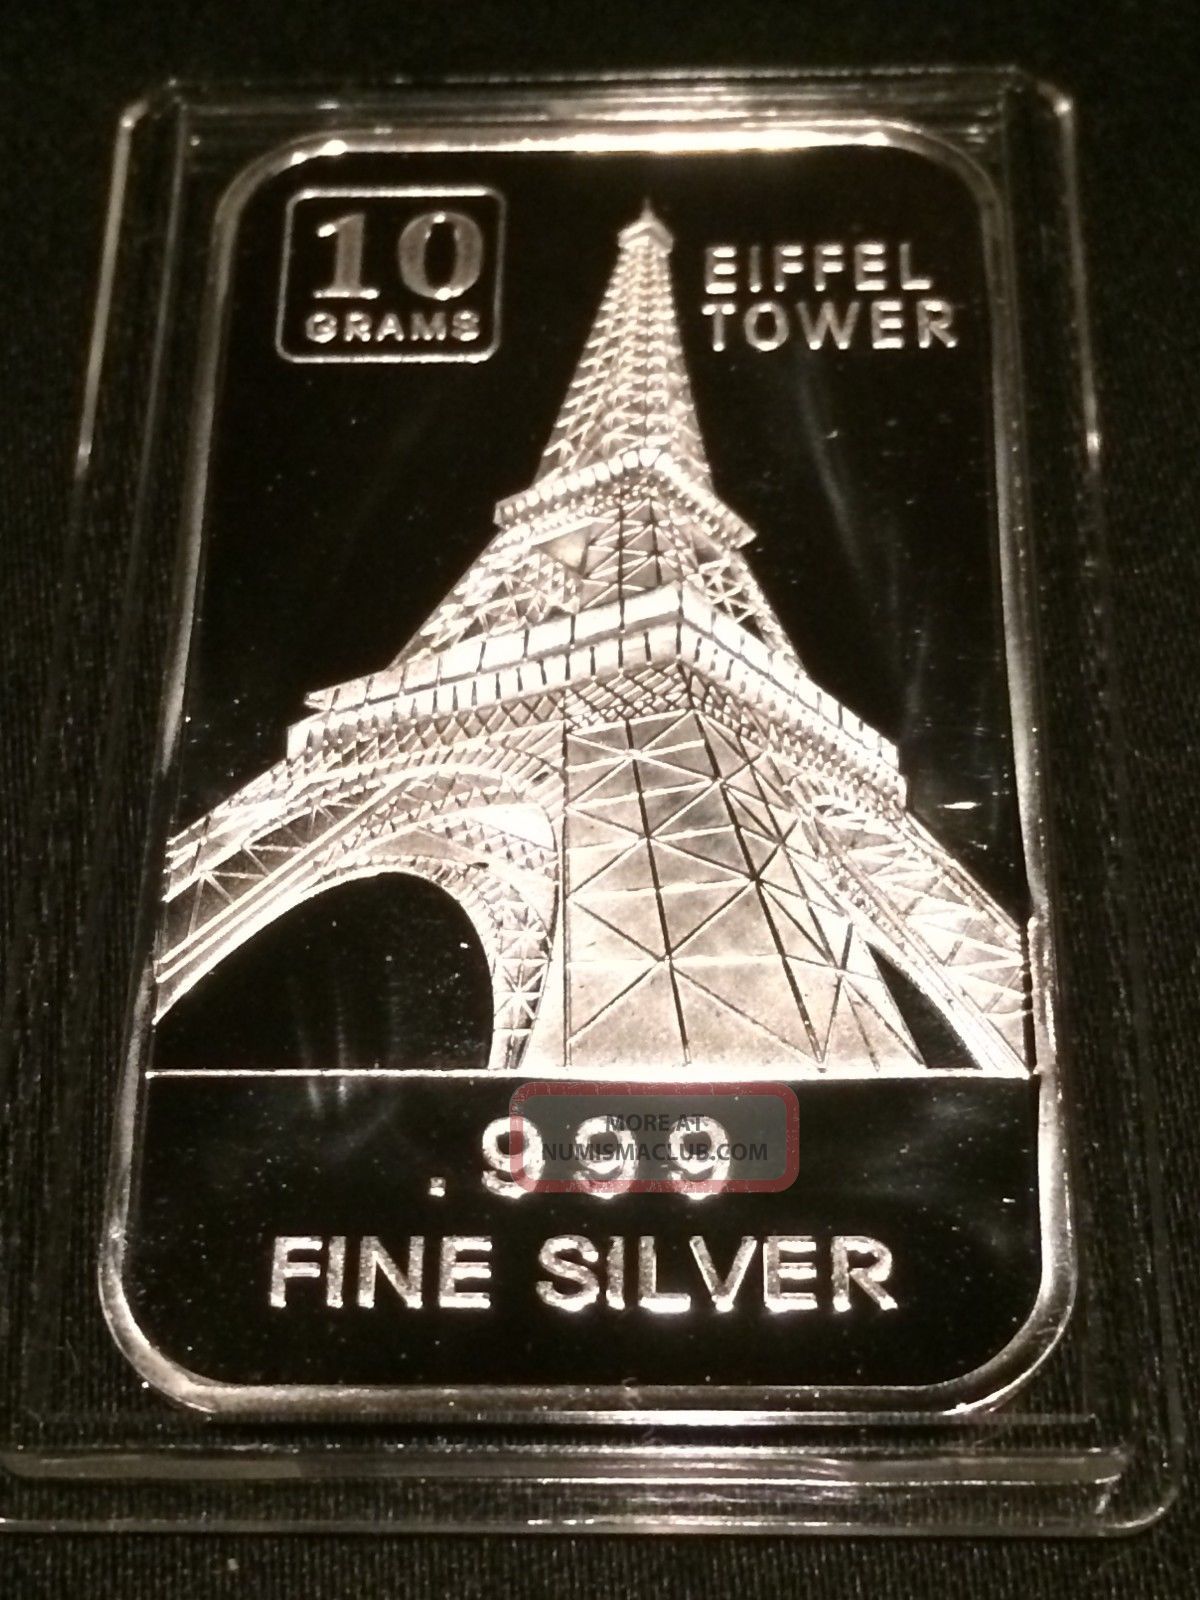 10
GRAMS
EIFFEL
TOWER
.999
MORE AT
NUMISMACLUB.COM
FINE SILVER